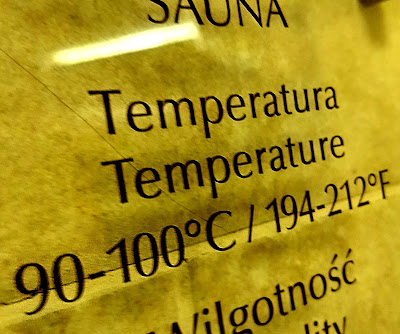 SAUNA
Temperatura
Temperature
90-100°C / 194-212°F
Wilgotność